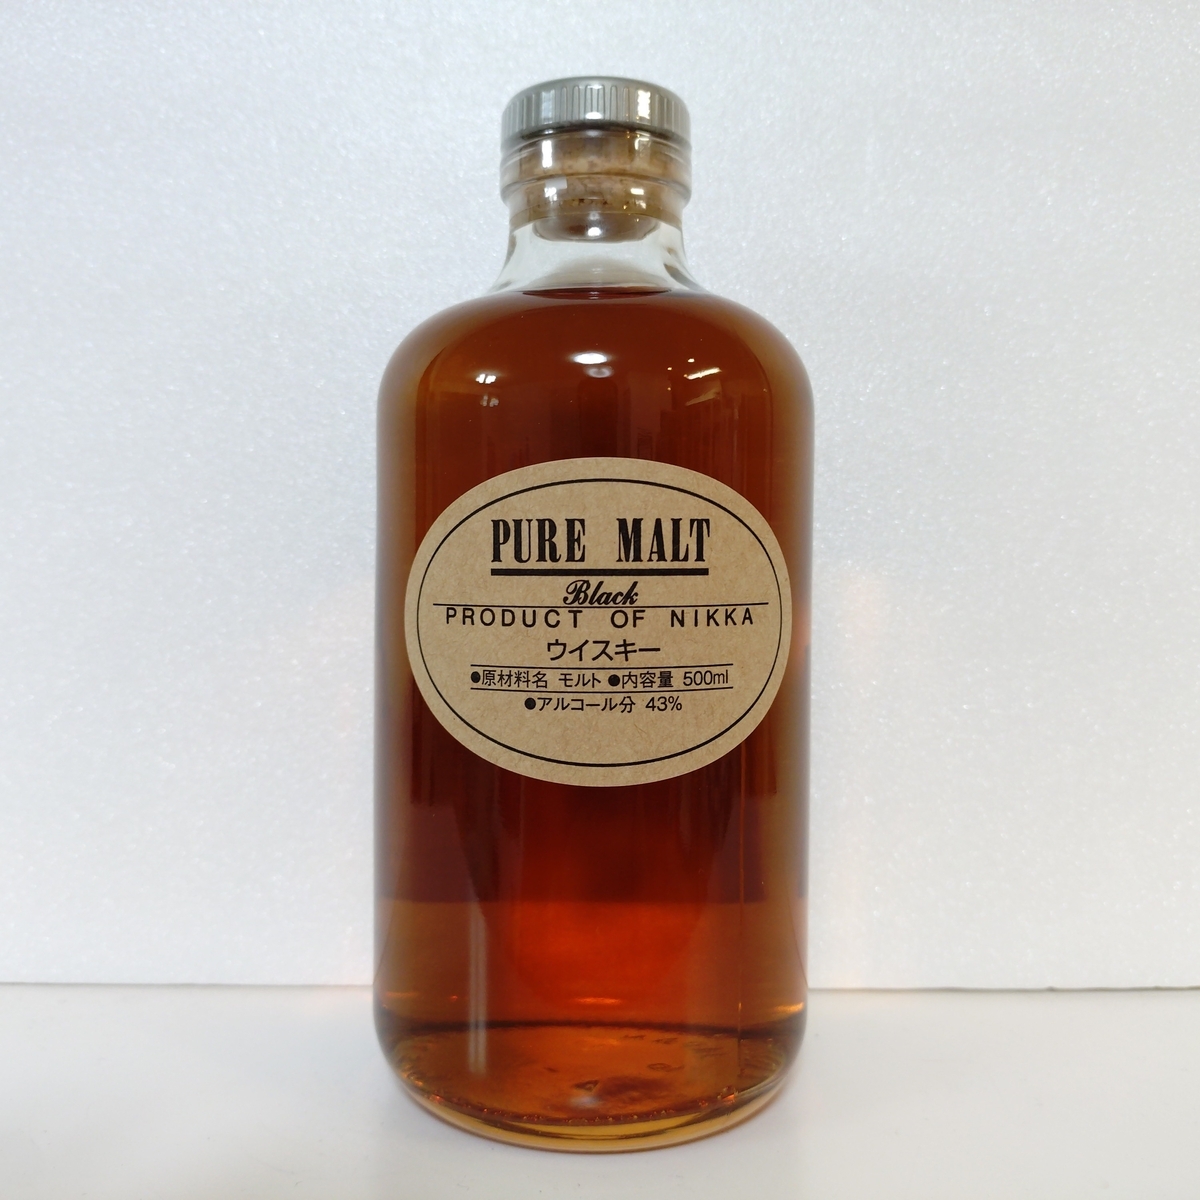 PURE MALT
Black
PRODUCT OF NIKKA
ウイスキー
●原材料名 モルト ●内容量 500ml
●アルコール分 43%